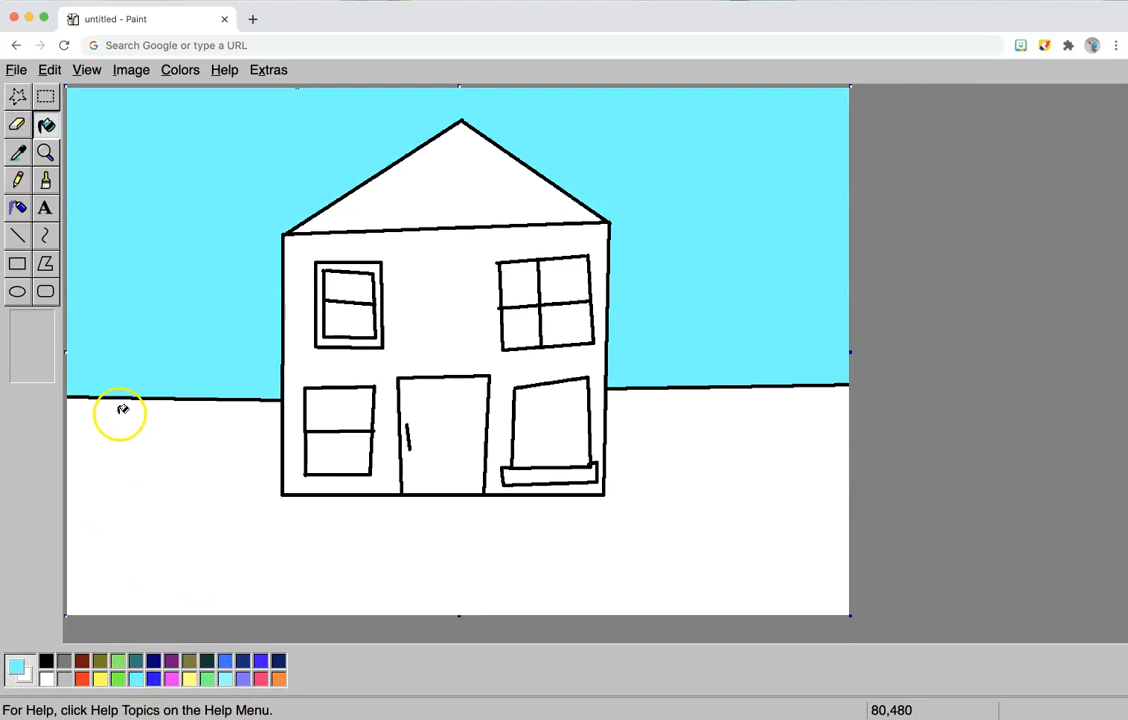 untitled - Paint
Search Google or type a URL
File Edit View Image Colors Help Extras
A
For Help, click Help Topics on the Help Menu.
80,480